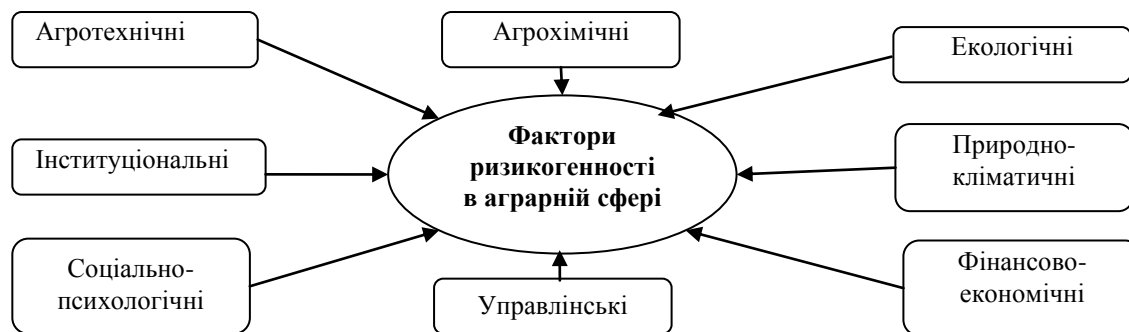 Агротехнічні
Агрохімічні
Екологічні
Фактори
ризикогенності
в аграрній сфері
Інституціональні
Природно-
кліматичні
Соціально-
психологічні
Управлінські
Фінансово-
економічні